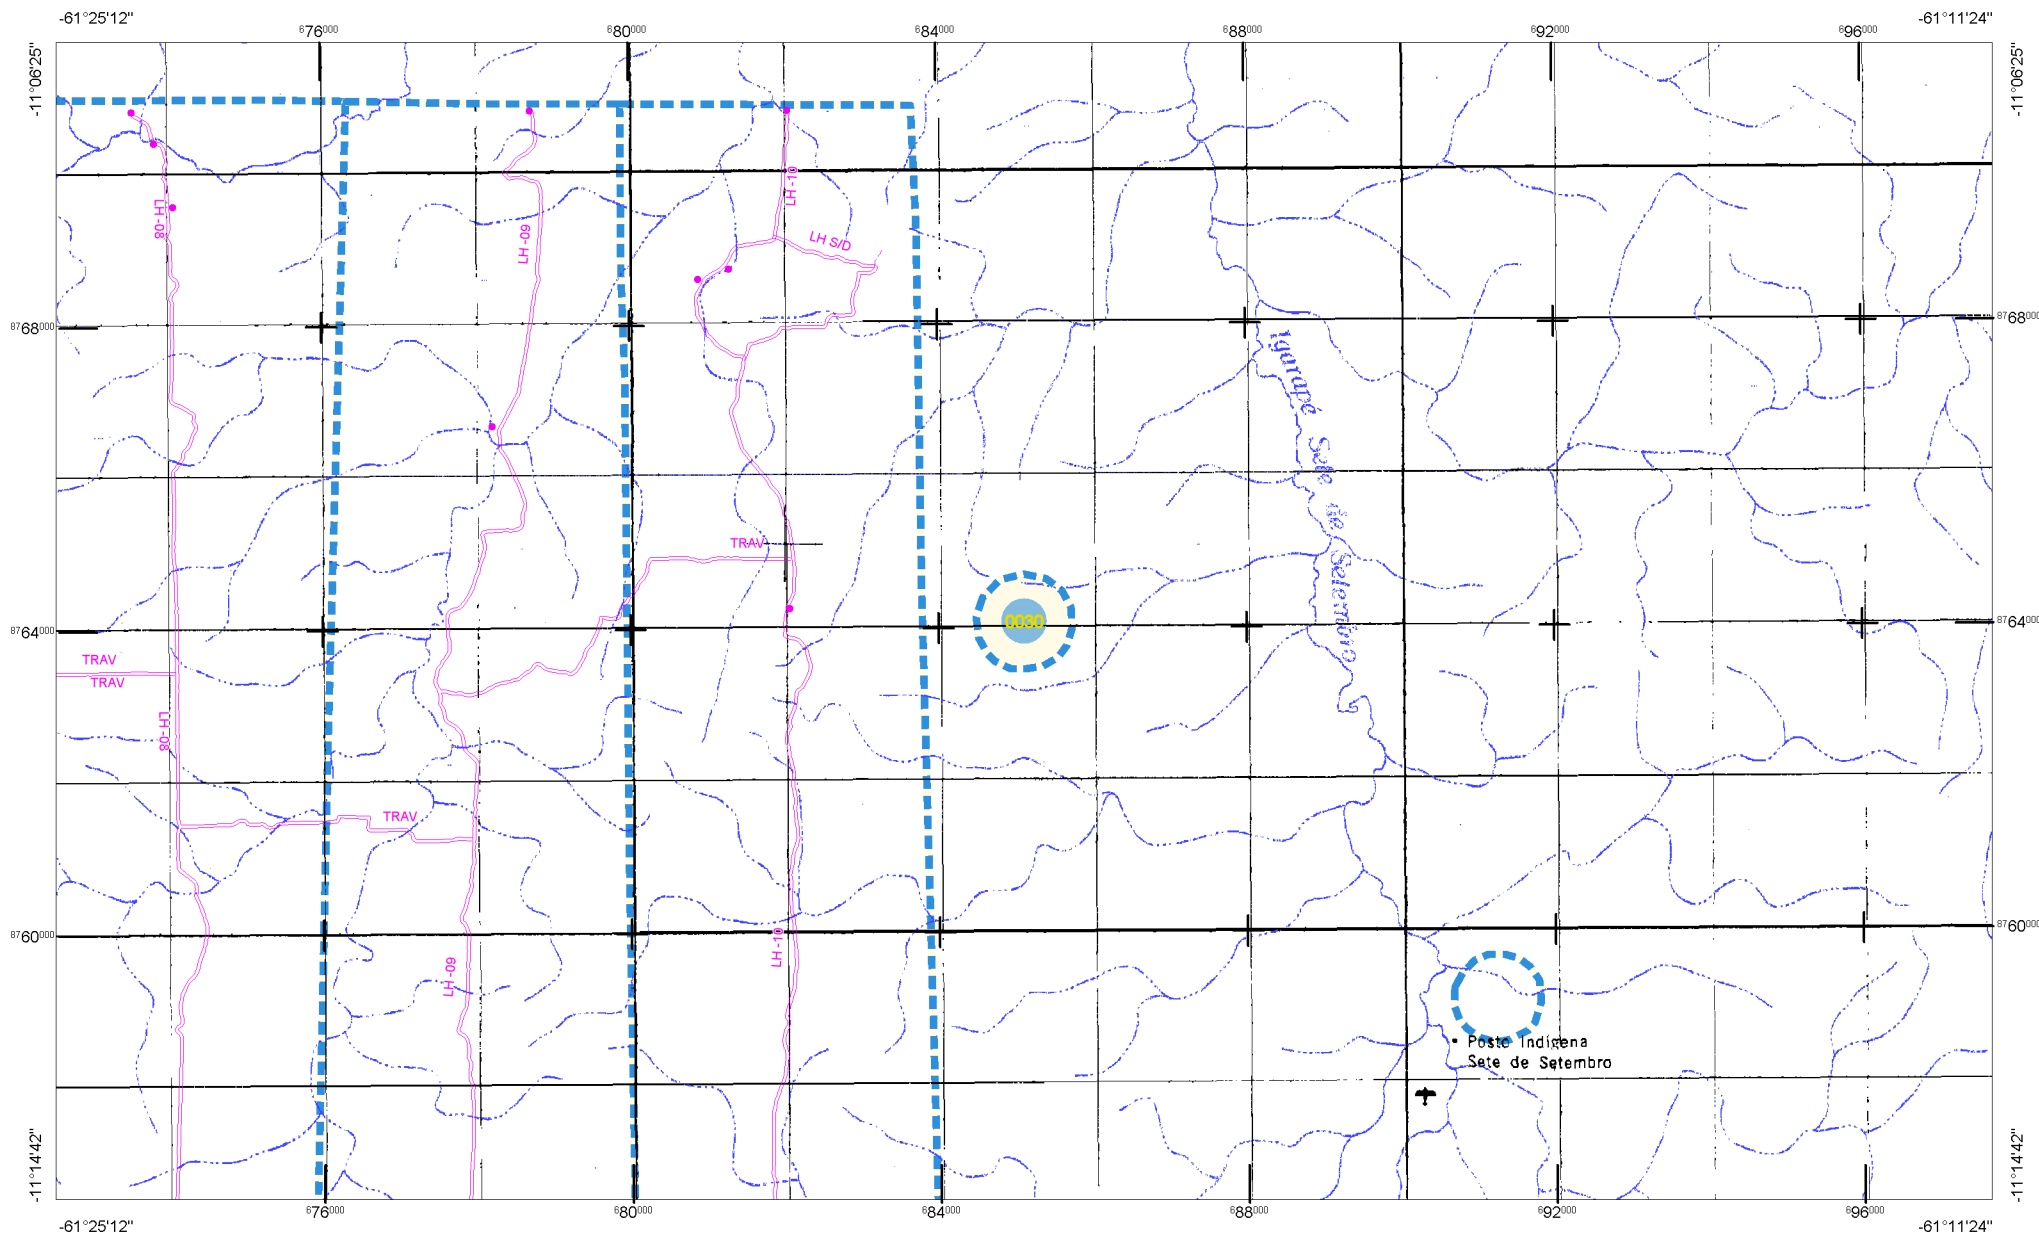 -61°25'12"
-61°11'24"
676000
680000
684000
688000
692000
696000
-11°06'25"
-11°06'25"
LH -10
LH -08
LH -09
LH S/D
8768000
8768000
Igarapé Sete de Setembro
TRAV
0030
8764000
8764000
TRAV
TRAV
LH -08
TRAV
8760000
8760000
LH -10
LH -09
Posto Indígena
Sete de Setembro
-11°14'42"
-11°14'42"
676000
680000
684000
688000
692000
696000
-61°25'12"
-61°11'24"